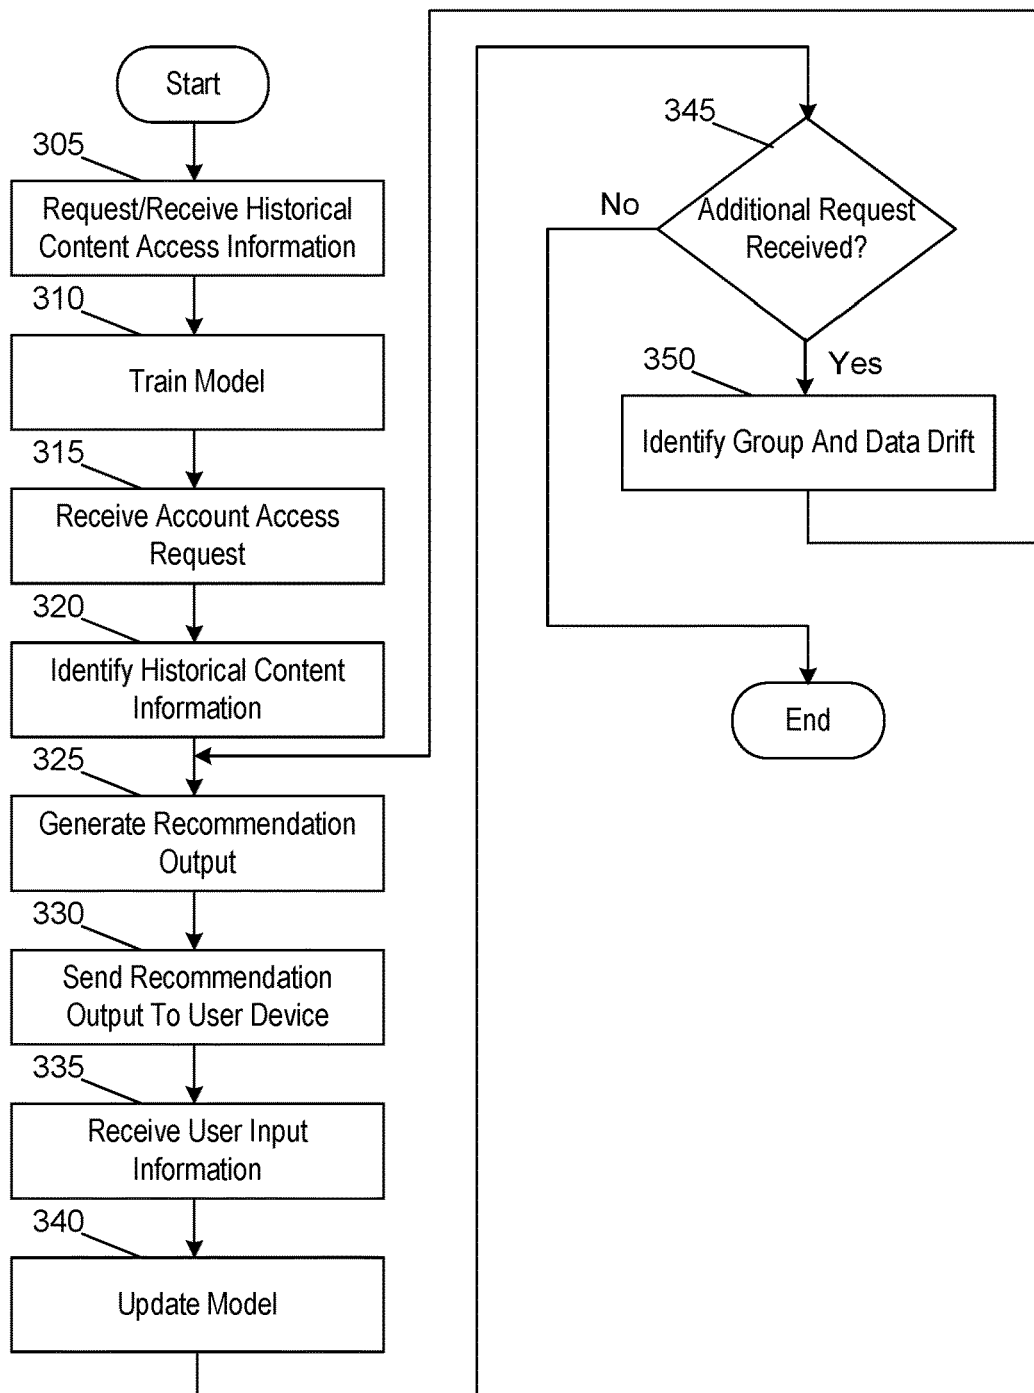 Start
305
Request/Receive Historical
Content Access Information
310
Train Model
315
Receive Account Access
Request
320
Identify Historical Content
Information
325
Generate Recommendation
Output
330
Send Recommendation
Output To User Device
335
Receive User Input
Information
340
Update Model
345
Additional Request
Received?
No
Yes
350
Identify Group And Data Drift
End